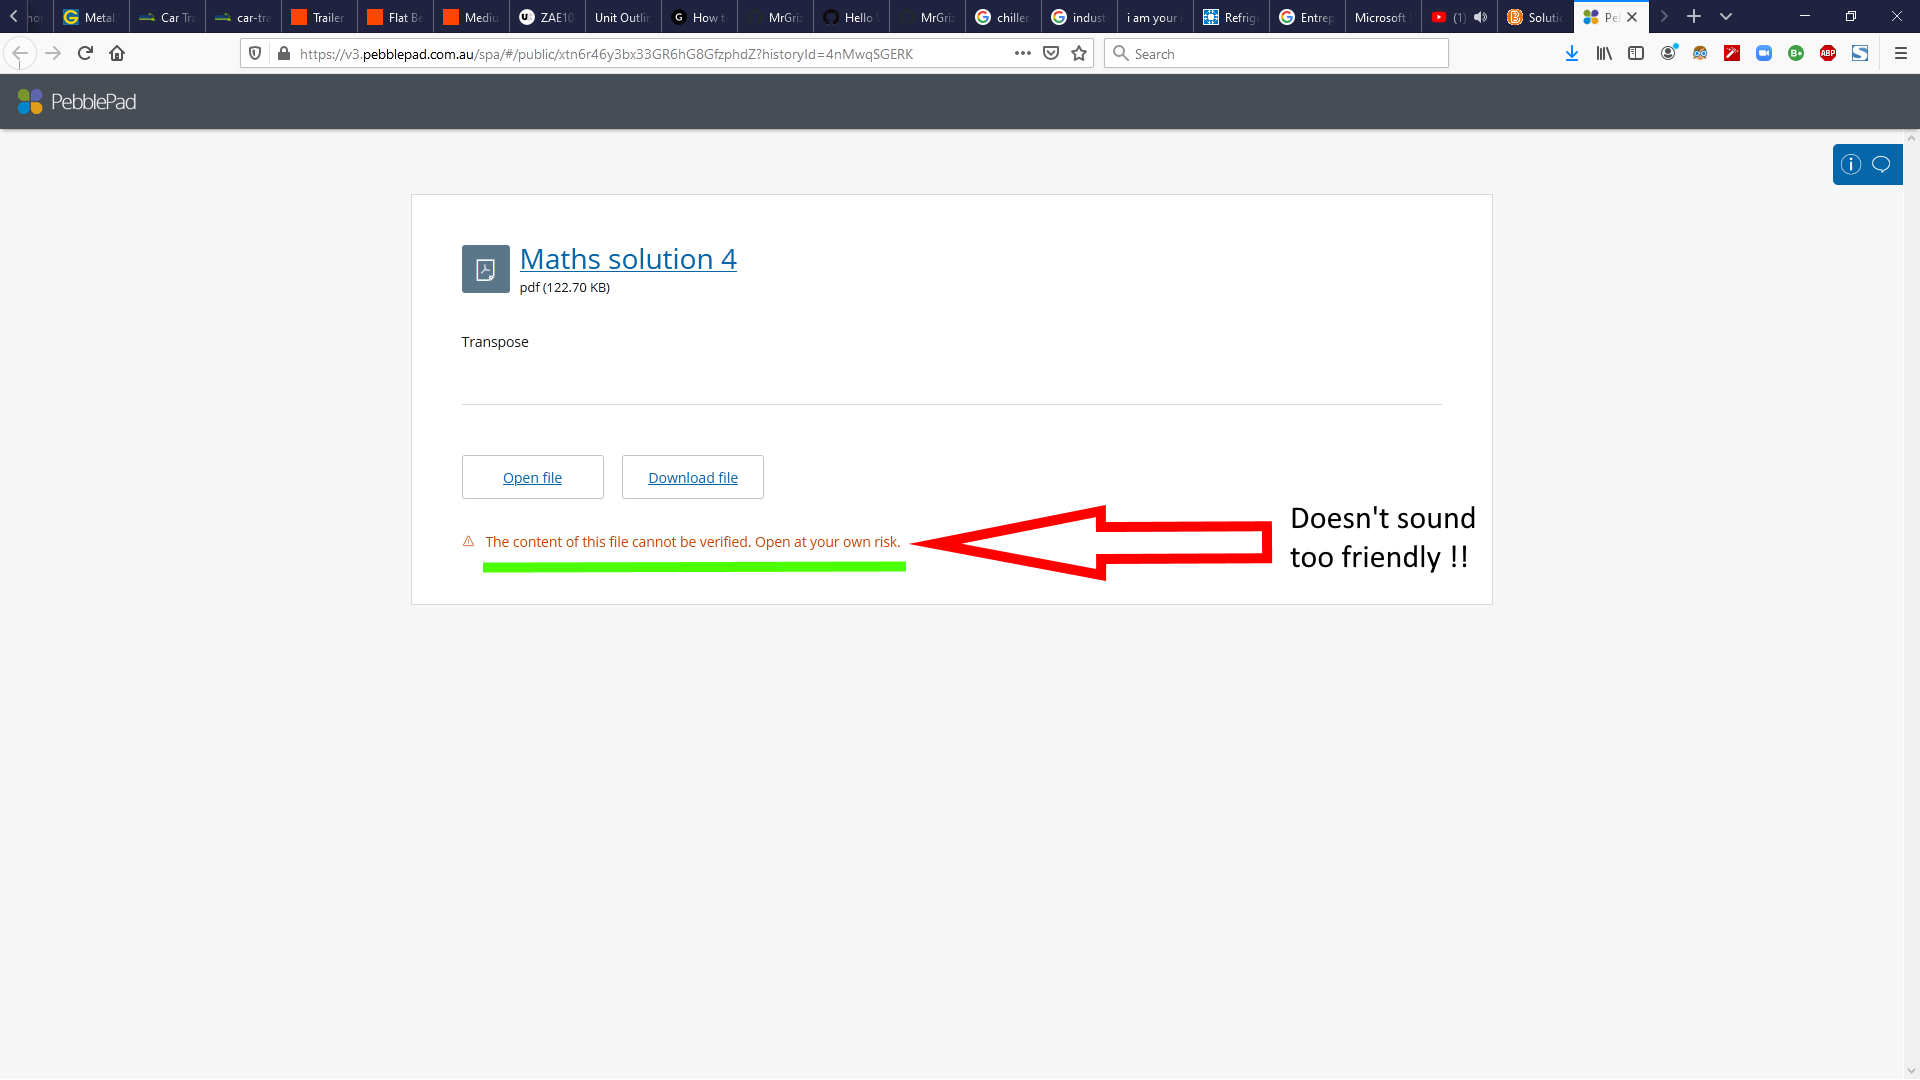 Metal
Car Tra
car-tra
Trailer
Flat Be
Mediu
ZAE10
Unit Outlin
How t
MrGriz
Hello
MrGriz
chiller
indust
i am your
Refrig
Entrep
Microsoft
(1)
Soluti
Pe
https://v3.pebblepad.com.au/spa/#/public/xtn6r46y3bx33GR6hG8GfzphdZ?historyId=4nMwqSGERK
Search
B+
ABP
PebblePad
Maths solution 4
pdf (122.70 KB)
Transpose
Open file
Download file
The content of this file cannot be verified. Open at your own risk.
Doesn't sound
too friendly !!